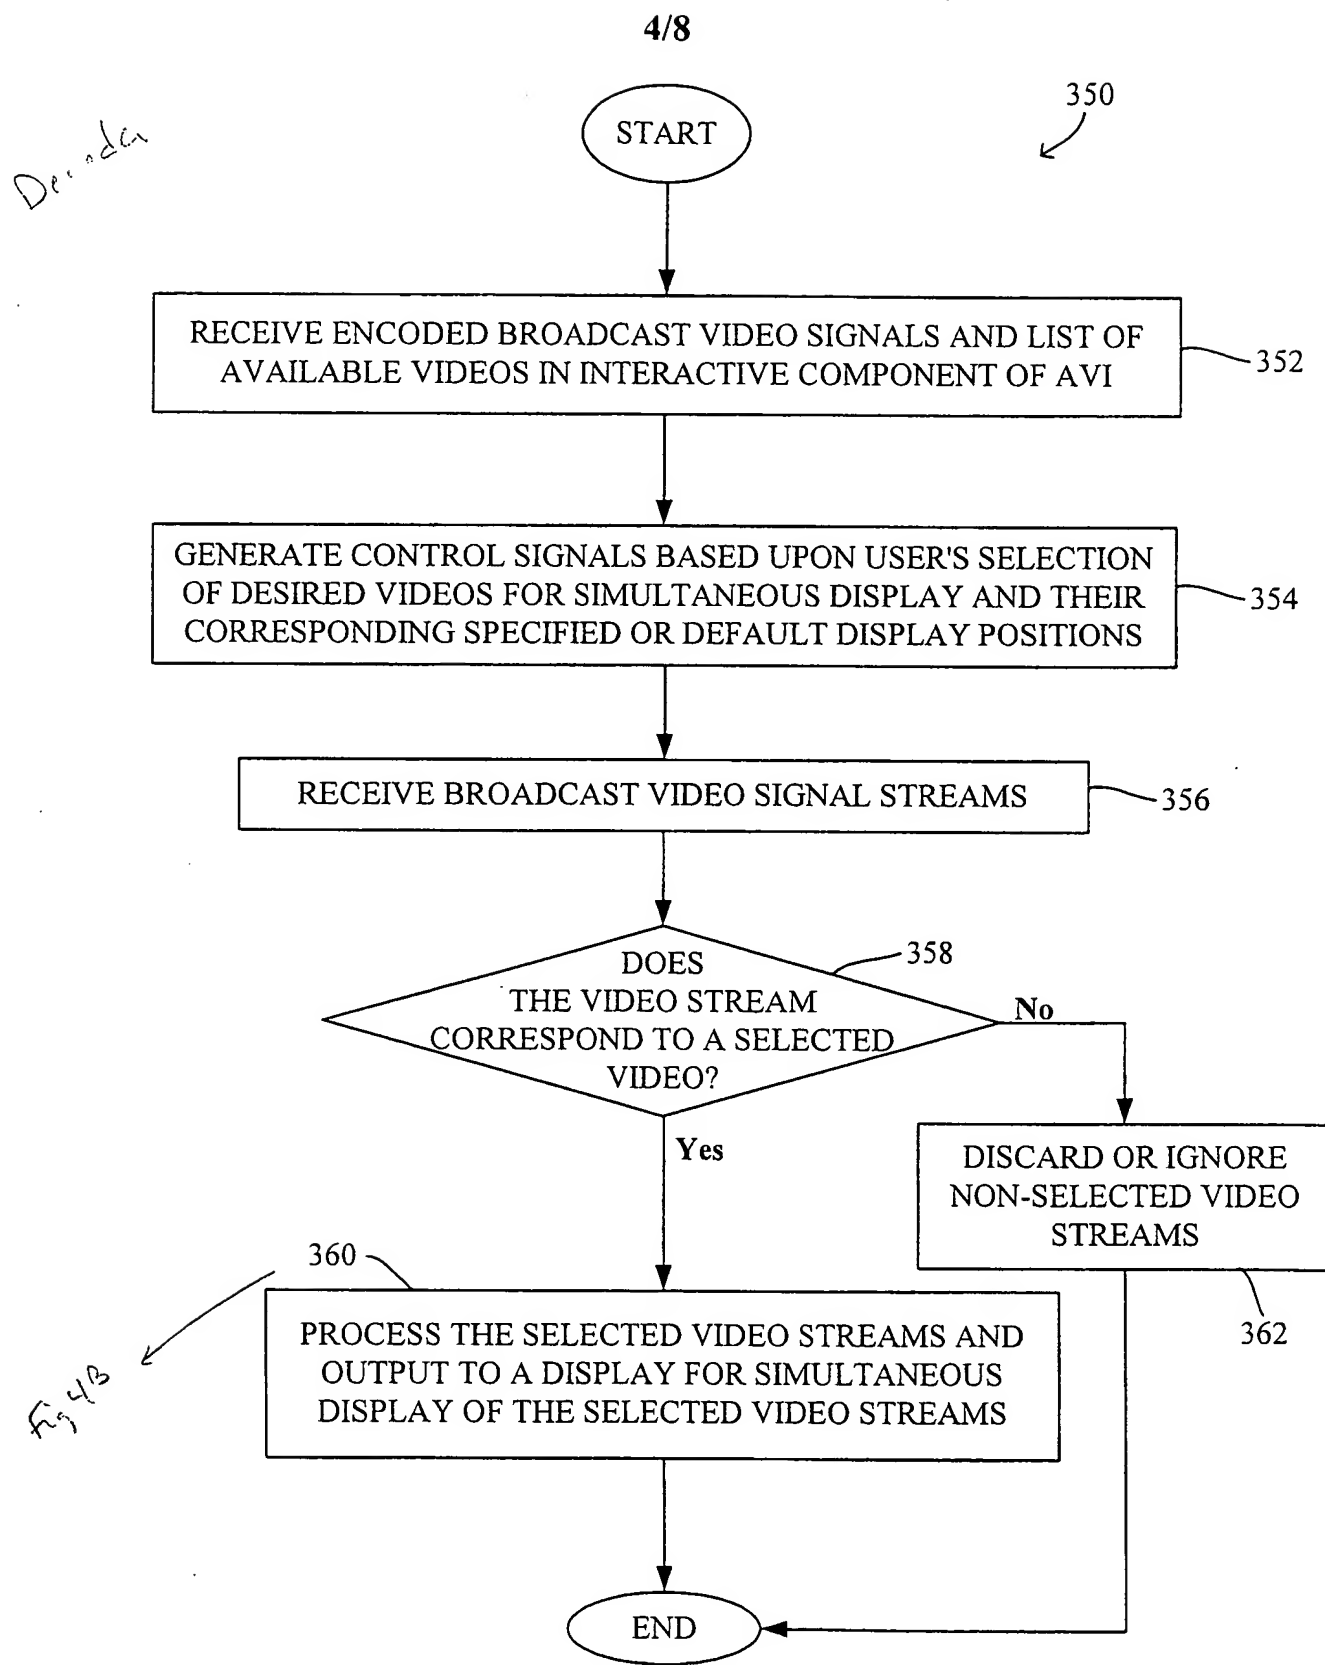 4/8
START
350
RECEIVE ENCODED BROADCAST VIDEO SIGNALS AND LIST OF
AVAILABLE VIDEOS IN INTERACTIVE COMPONENT OF AVI
352
GENERATE CONTROL SIGNALS BASED UPON USER'S SELECTION
OF DESIRED VIDEOS FOR SIMULTANEOUS DISPLAY AND THEIR
CORRESPONDING SPECIFIED OR DEFAULT DISPLAY POSITIONS
354
RECEIVE BROADCAST VIDEO SIGNAL STREAMS
356
DOES
THE VIDEO STREAM
CORRESPOND TO A SELECTED
VIDEO?
358
No
Yes
DISCARD OR IGNORE
NON-SELECTED VIDEO
STREAMS
362
360
PROCESS THE SELECTED VIDEO STREAMS AND
OUTPUT TO A DISPLAY FOR SIMULTANEOUS
DISPLAY OF THE SELECTED VIDEO STREAMS
Fig 4B
END